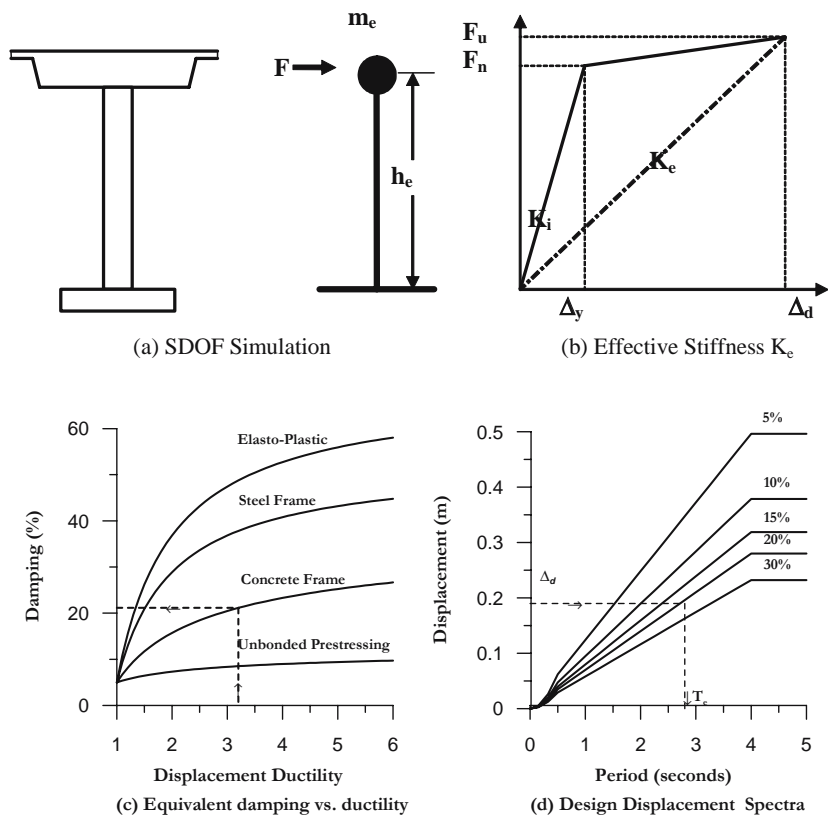 mₑ
F
hₑ
(a) SDOF Simulation
Fᵤ
Fₙ
Kₑ
Kᵢ
Δy
Δd
(b) Effective Stiffness Kₑ
60
40
20
0
Damping (%)
Elasto-Plastic
Steel Frame
Concrete Frame
Unbonded Prestressing
1 2 3 4 5 6
Displacement Ductility
(c) Equivalent damping vs. ductility
0.5
0.4
0.3
0.2
0.1
0
Displacement (m)
5%
10%
15%
20%
30%
Δd
Tₑ
0 1 2 3 4 5
Period (seconds)
(d) Design Displacement Spectra